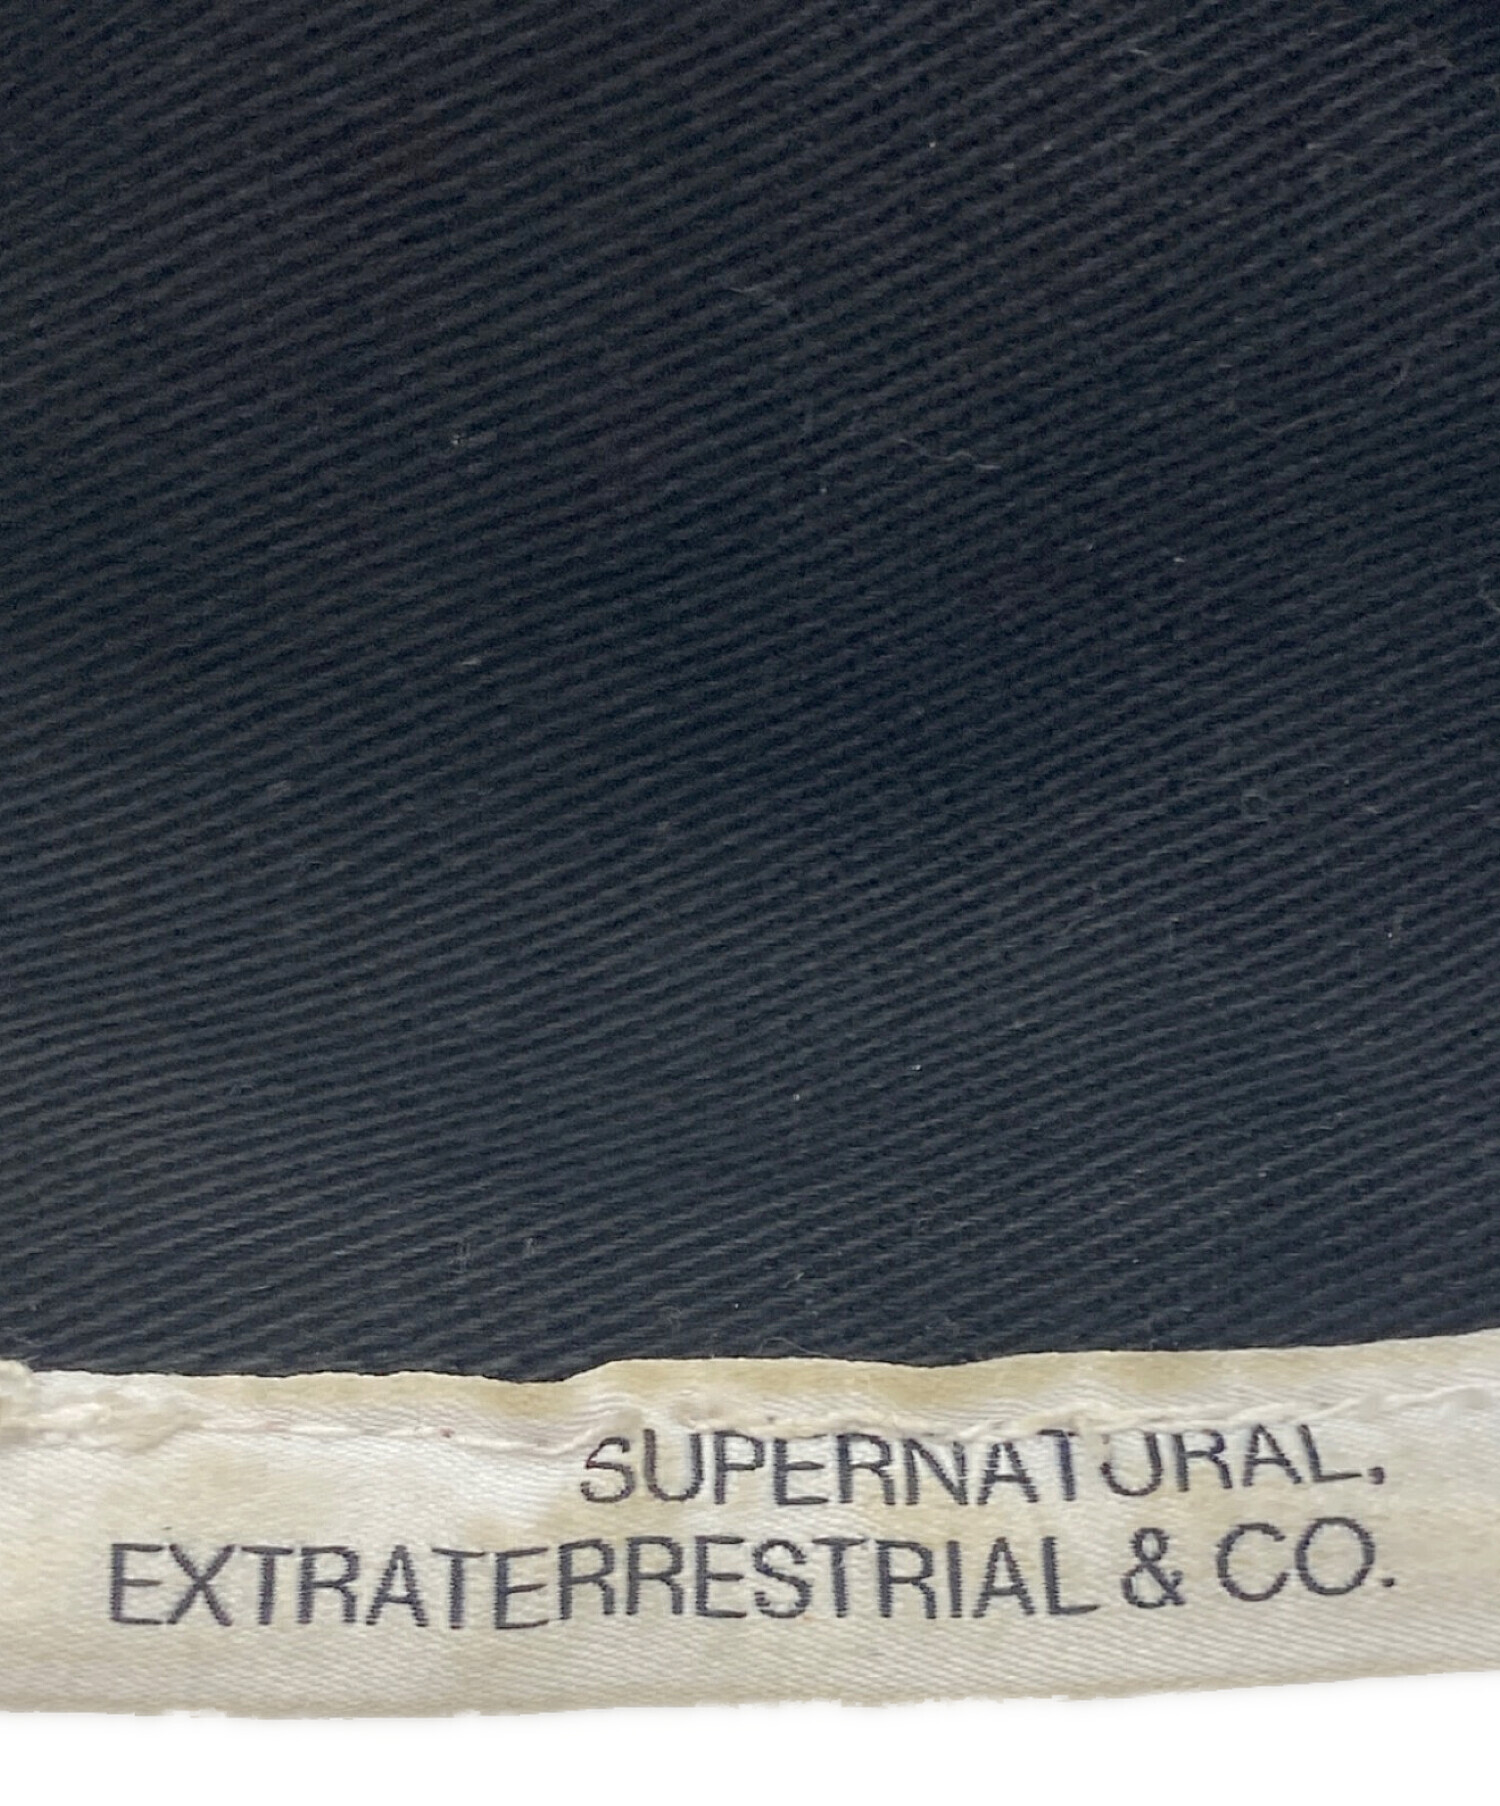 SUPERNATURAL,
EXTRATERRESTRIAL & CO.